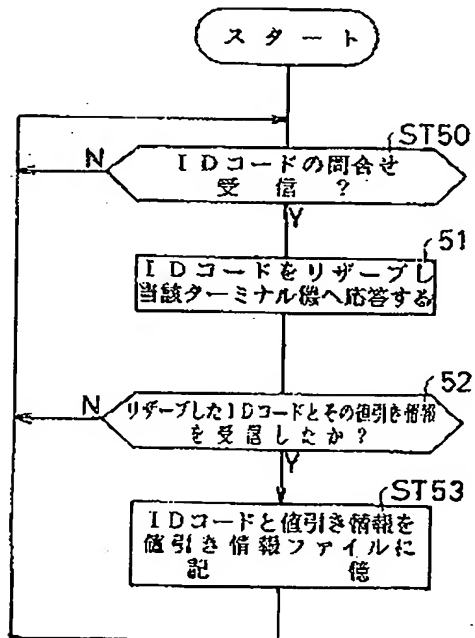 スタート
ST50
N
IDコードの問合せ
受信?
Y
51
IDコードをリザーブし
当該ターミナル機へ応答する
52
N
リザーブしたIDコードとその値引き情報
を受信したか?
Y
ST53
IDコードと値引き情報を
値引き情報ファイルに
記憶